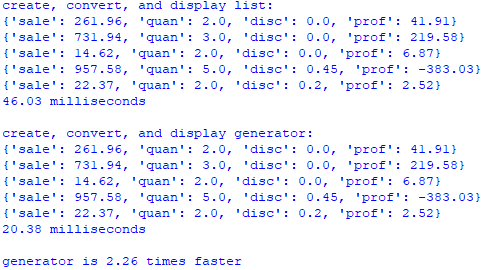 create, convert, and display list:
{'sale': 261.96, 'quan': 2.0, 'disc': 0.0, 'prof': 41.91}
{'sale': 731.94, 'quan': 3.0, 'disc': 0.0, 'prof': 219.58}
{'sale': 14.62, 'quan': 2.0, 'disc': 0.0, 'prof': 6.87}
{'sale': 957.58, 'quan': 5.0, 'disc': 0.45, 'prof': -383.03}
{'sale': 22.37, 'quan': 2.0, 'disc': 0.2, 'prof': 2.52}
46.03 milliseconds
create, convert, and display generator:
{'sale': 261.96, 'quan': 2.0, 'disc': 0.0, 'prof': 41.91}
{'sale': 731.94, 'quan': 3.0, 'disc': 0.0, 'prof': 219.58}
{'sale': 14.62, 'quan': 2.0, 'disc': 0.0, 'prof': 6.87}
{'sale': 957.58, 'quan': 5.0, 'disc': 0.45, 'prof': -383.03}
{'sale': 22.37, 'quan': 2.0, 'disc': 0.2, 'prof': 2.52}
20.38 milliseconds
generator is 2.26 times faster